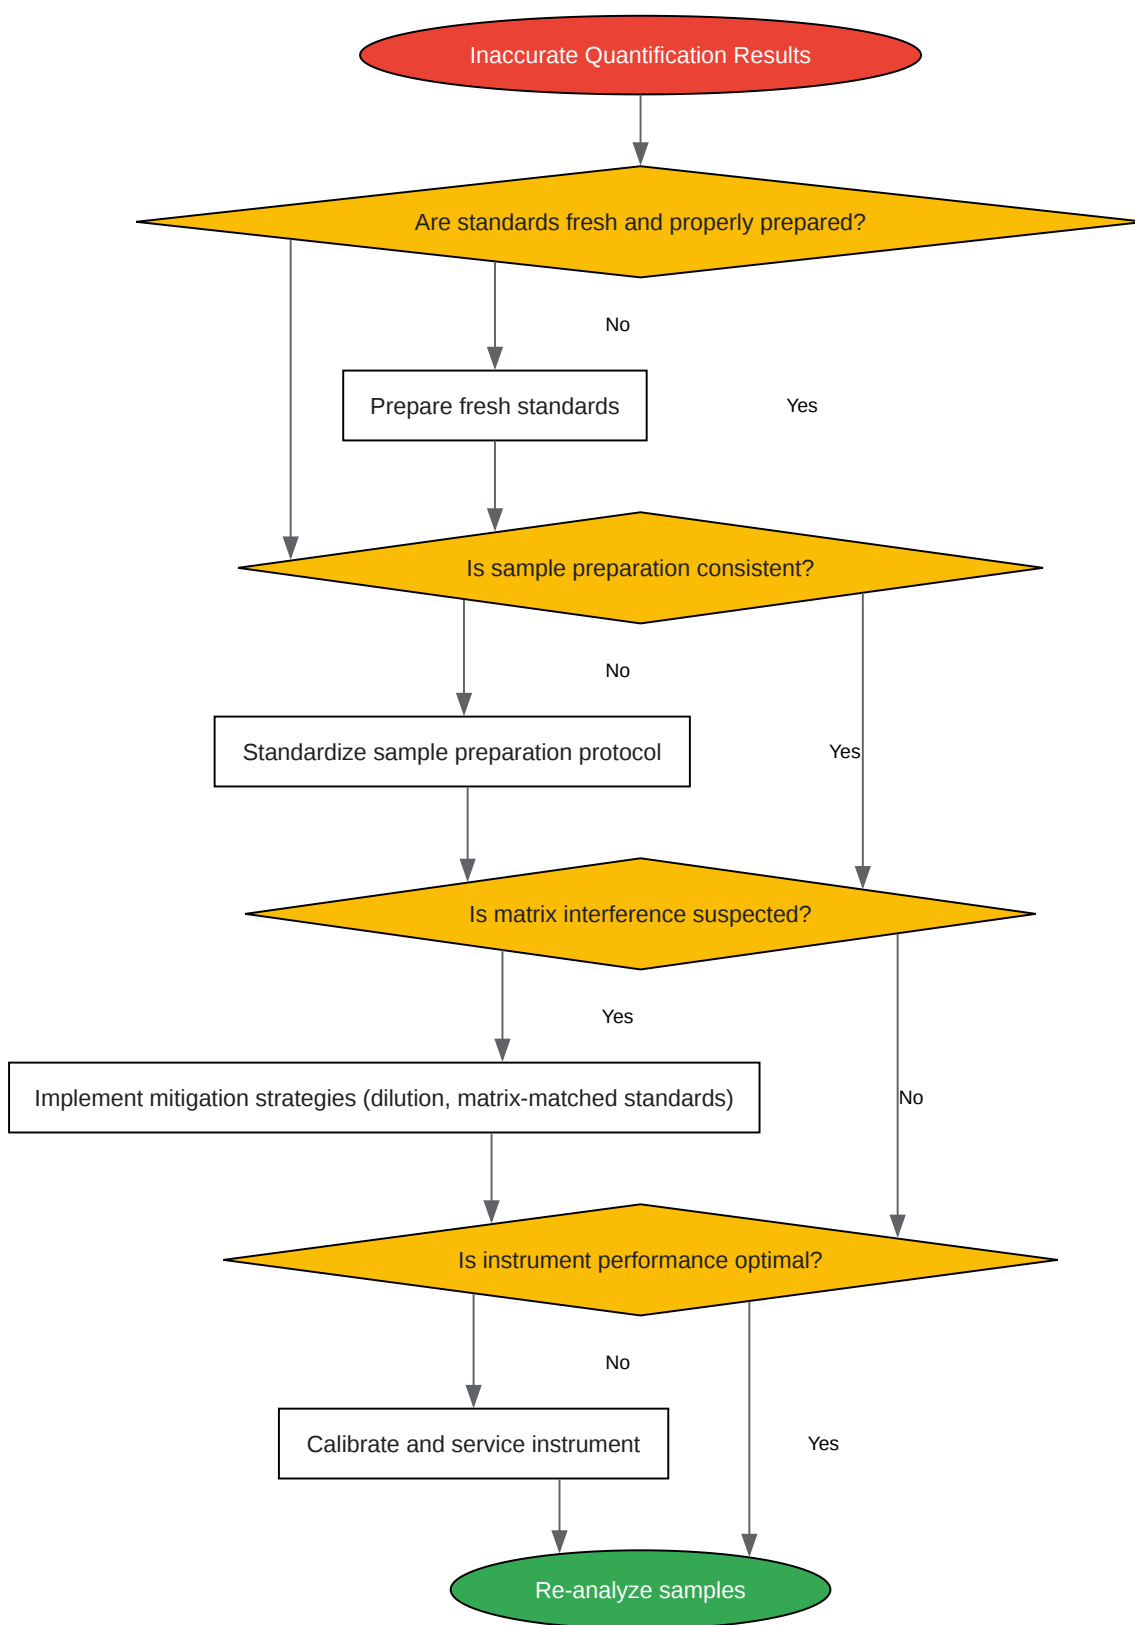 Inaccurate Quantification Results
Are standards fresh and properly prepared?
No
Prepare fresh standards
Yes
Is sample preparation consistent?
No
Standardize sample preparation protocol
Yes
Is matrix interference suspected?
Yes
Implement mitigation strategies (dilution, matrix-matched standards)
No
Is instrument performance optimal?
No
Calibrate and service instrument
Yes
Re-analyze samples